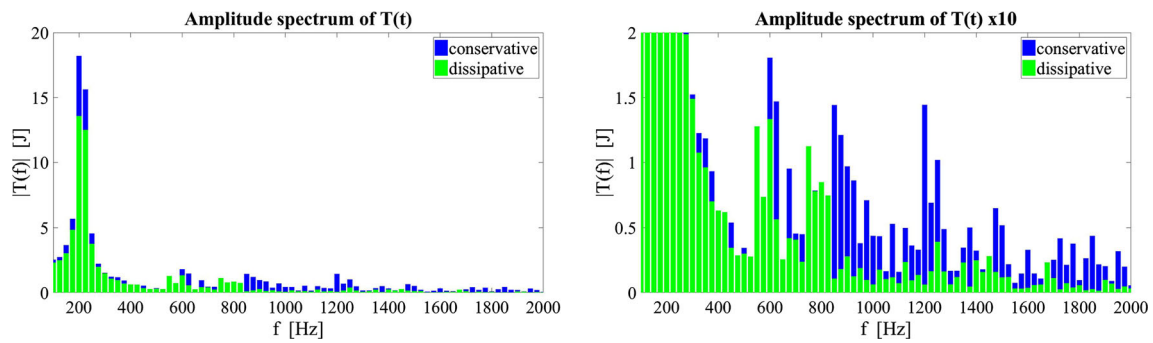 Amplitude spectrum of T(t)
20
15
10
5
0
|T(f)| [J]
200 400 600 800 1000 1200 1400 1600 1800 2000
f [Hz]
conservative
dissipative
Amplitude spectrum of T(t) x10
2
1.5
1
0.5
0
|T(f)| [J]
200 400 600 800 1000 1200 1400 1600 1800 2000
f [Hz]
conservative
dissipative